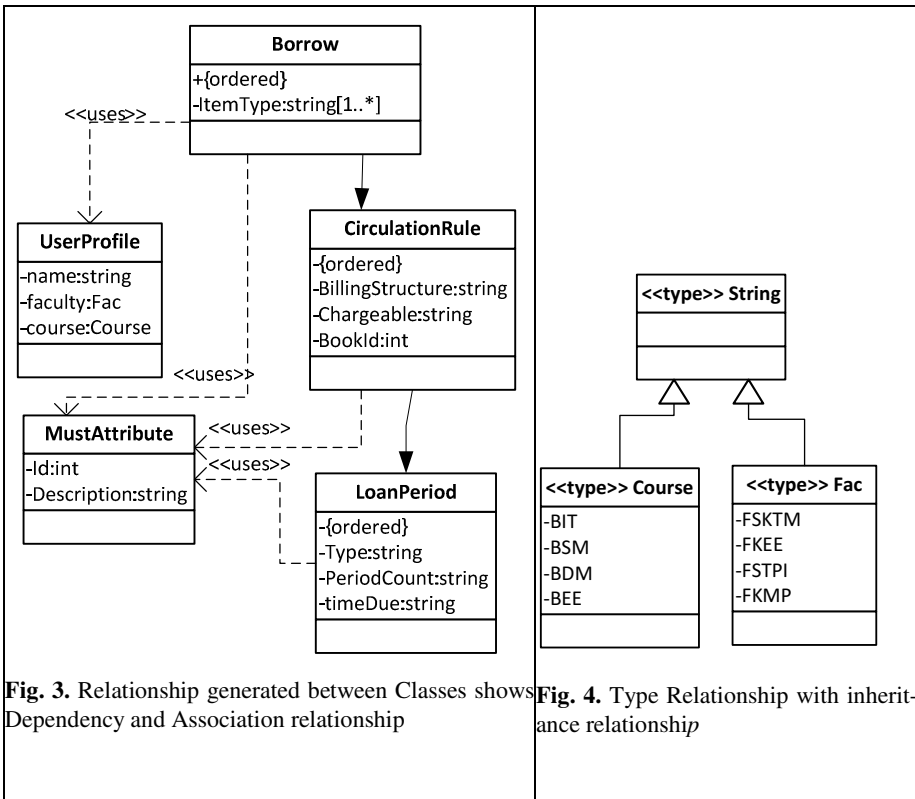 Borrow
+{ordered}
-ItemType:string[1..*]
<<uses>>
UserProfile
-name:string
-faculty:Fac
-course:Course
CirculationRule
-{ordered}
-BillingStructure:string
-Chargeable:string
-BookId:int
<<uses>>
MustAttribute
-Id:int
-Description:string
<<uses>>
<<uses>>
LoanPeriod
-{ordered}
-Type:string
-PeriodCount:string
-timeDue:string
Fig. 3. Relationship generated between Classes shows
Dependency and Association relationship
<<type>> String
<<type>> Course
-BIT
-BSM
-BDM
-BEE
<<type>> Fac
-FSKTM
-FKEE
-FSTPI
-FKMP
Fig. 4. Type Relationship with inherit-
ance relationship